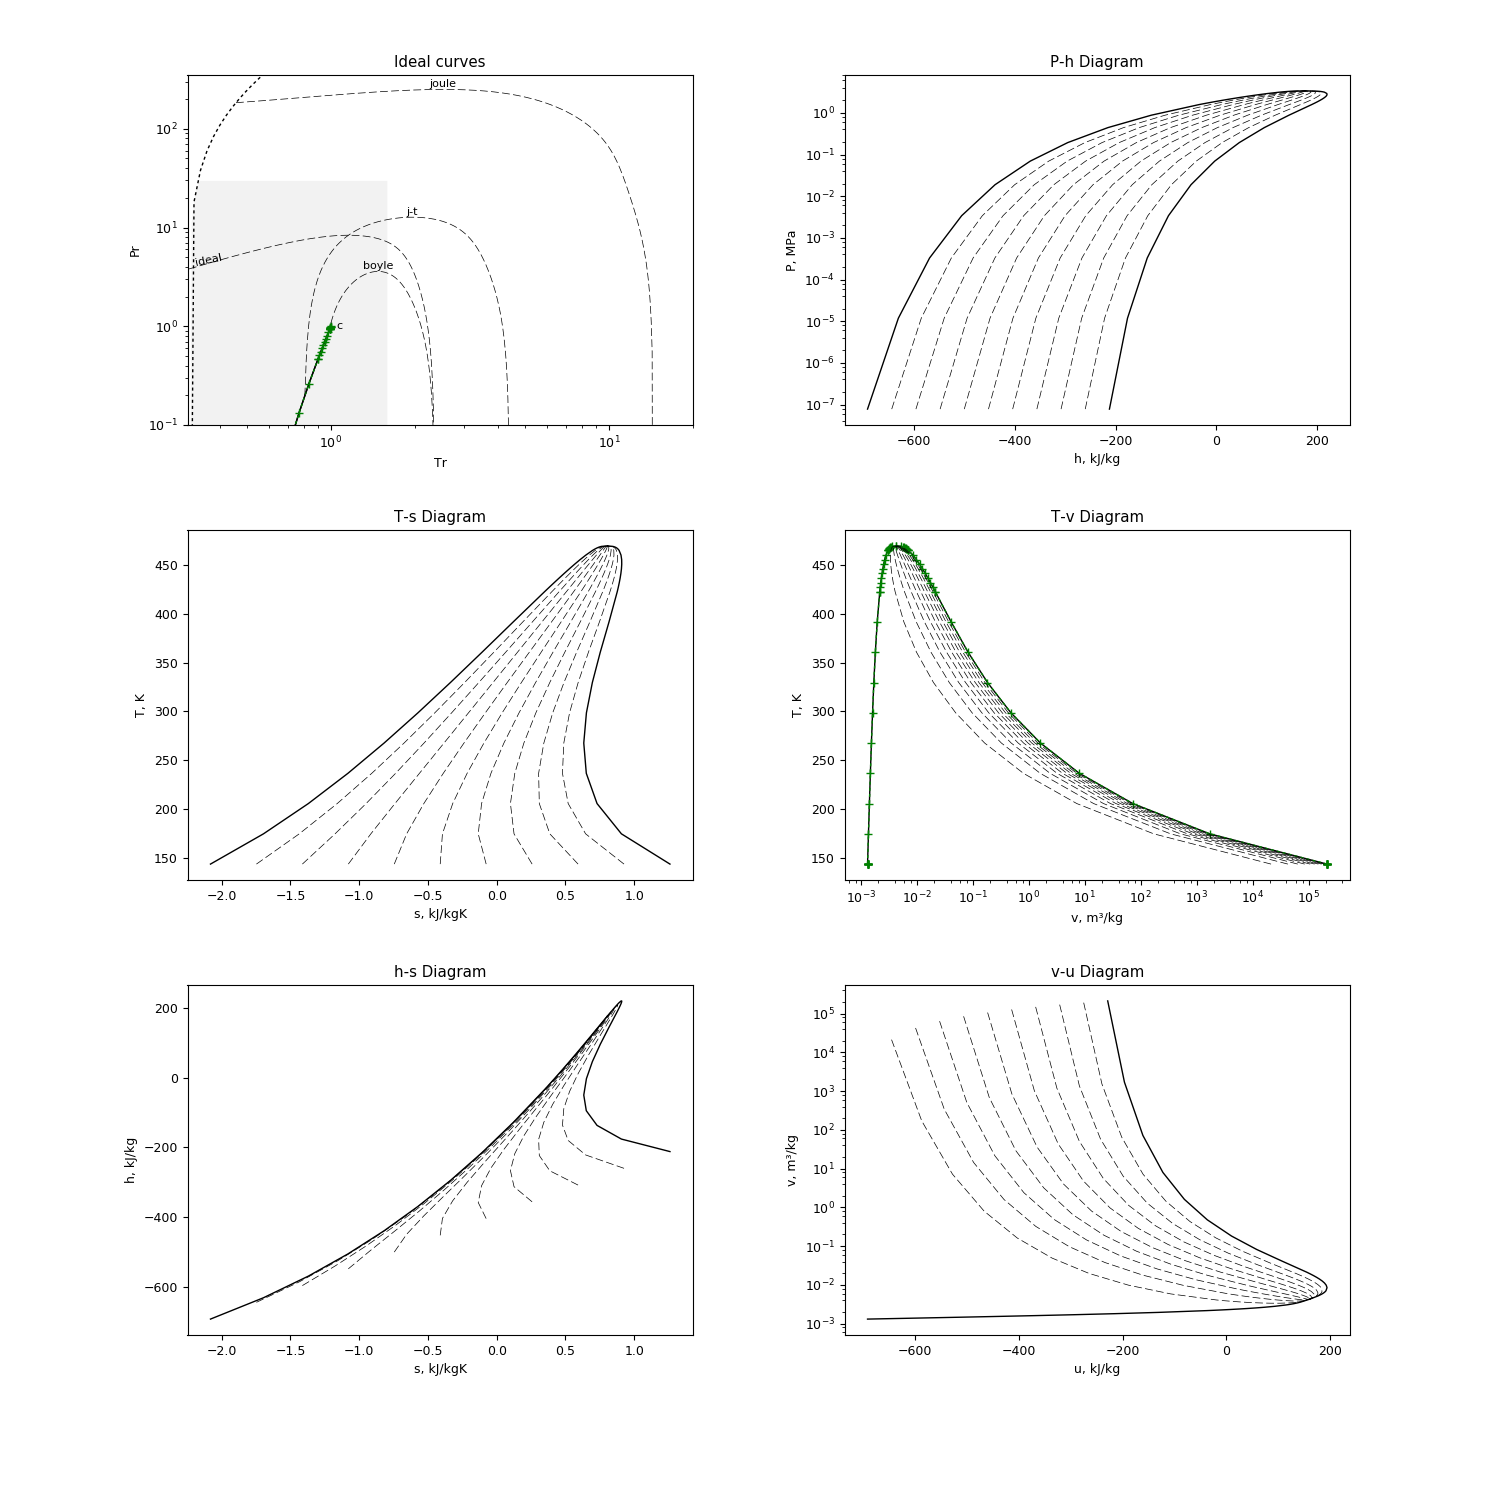 Ideal curves
Pr
10²
10¹
10⁰
10⁻¹
joule
j-t
ideal
boyle
c
10⁰ 10¹
Tr
P-h Diagram
P, MPa
10⁰
10⁻¹
10⁻²
10⁻³
10⁻⁴
10⁻⁵
10⁻⁶
10⁻⁷
−600 −400 −200 0 200
h, kJ/kg
T-s Diagram
T, K
450
400
350
300
250
200
150
−2.0 −1.5 −1.0 −0.5 0.0 0.5 1.0
s, kJ/kgK
T-v Diagram
T, K
450
400
350
300
250
200
150
10⁻³ 10⁻² 10⁻¹ 10⁰ 10¹ 10² 10³ 10⁴ 10⁵
v, m³/kg
h-s Diagram
h, kJ/kg
200
0
−200
−400
−600
−2.0 −1.5 −1.0 −0.5 0.0 0.5 1.0
s, kJ/kgK
v-u Diagram
v, m³/kg
10⁵
10⁴
10³
10²
10¹
10⁰
10⁻¹
10⁻²
10⁻³
−600 −400 −200 0 200
u, kJ/kg